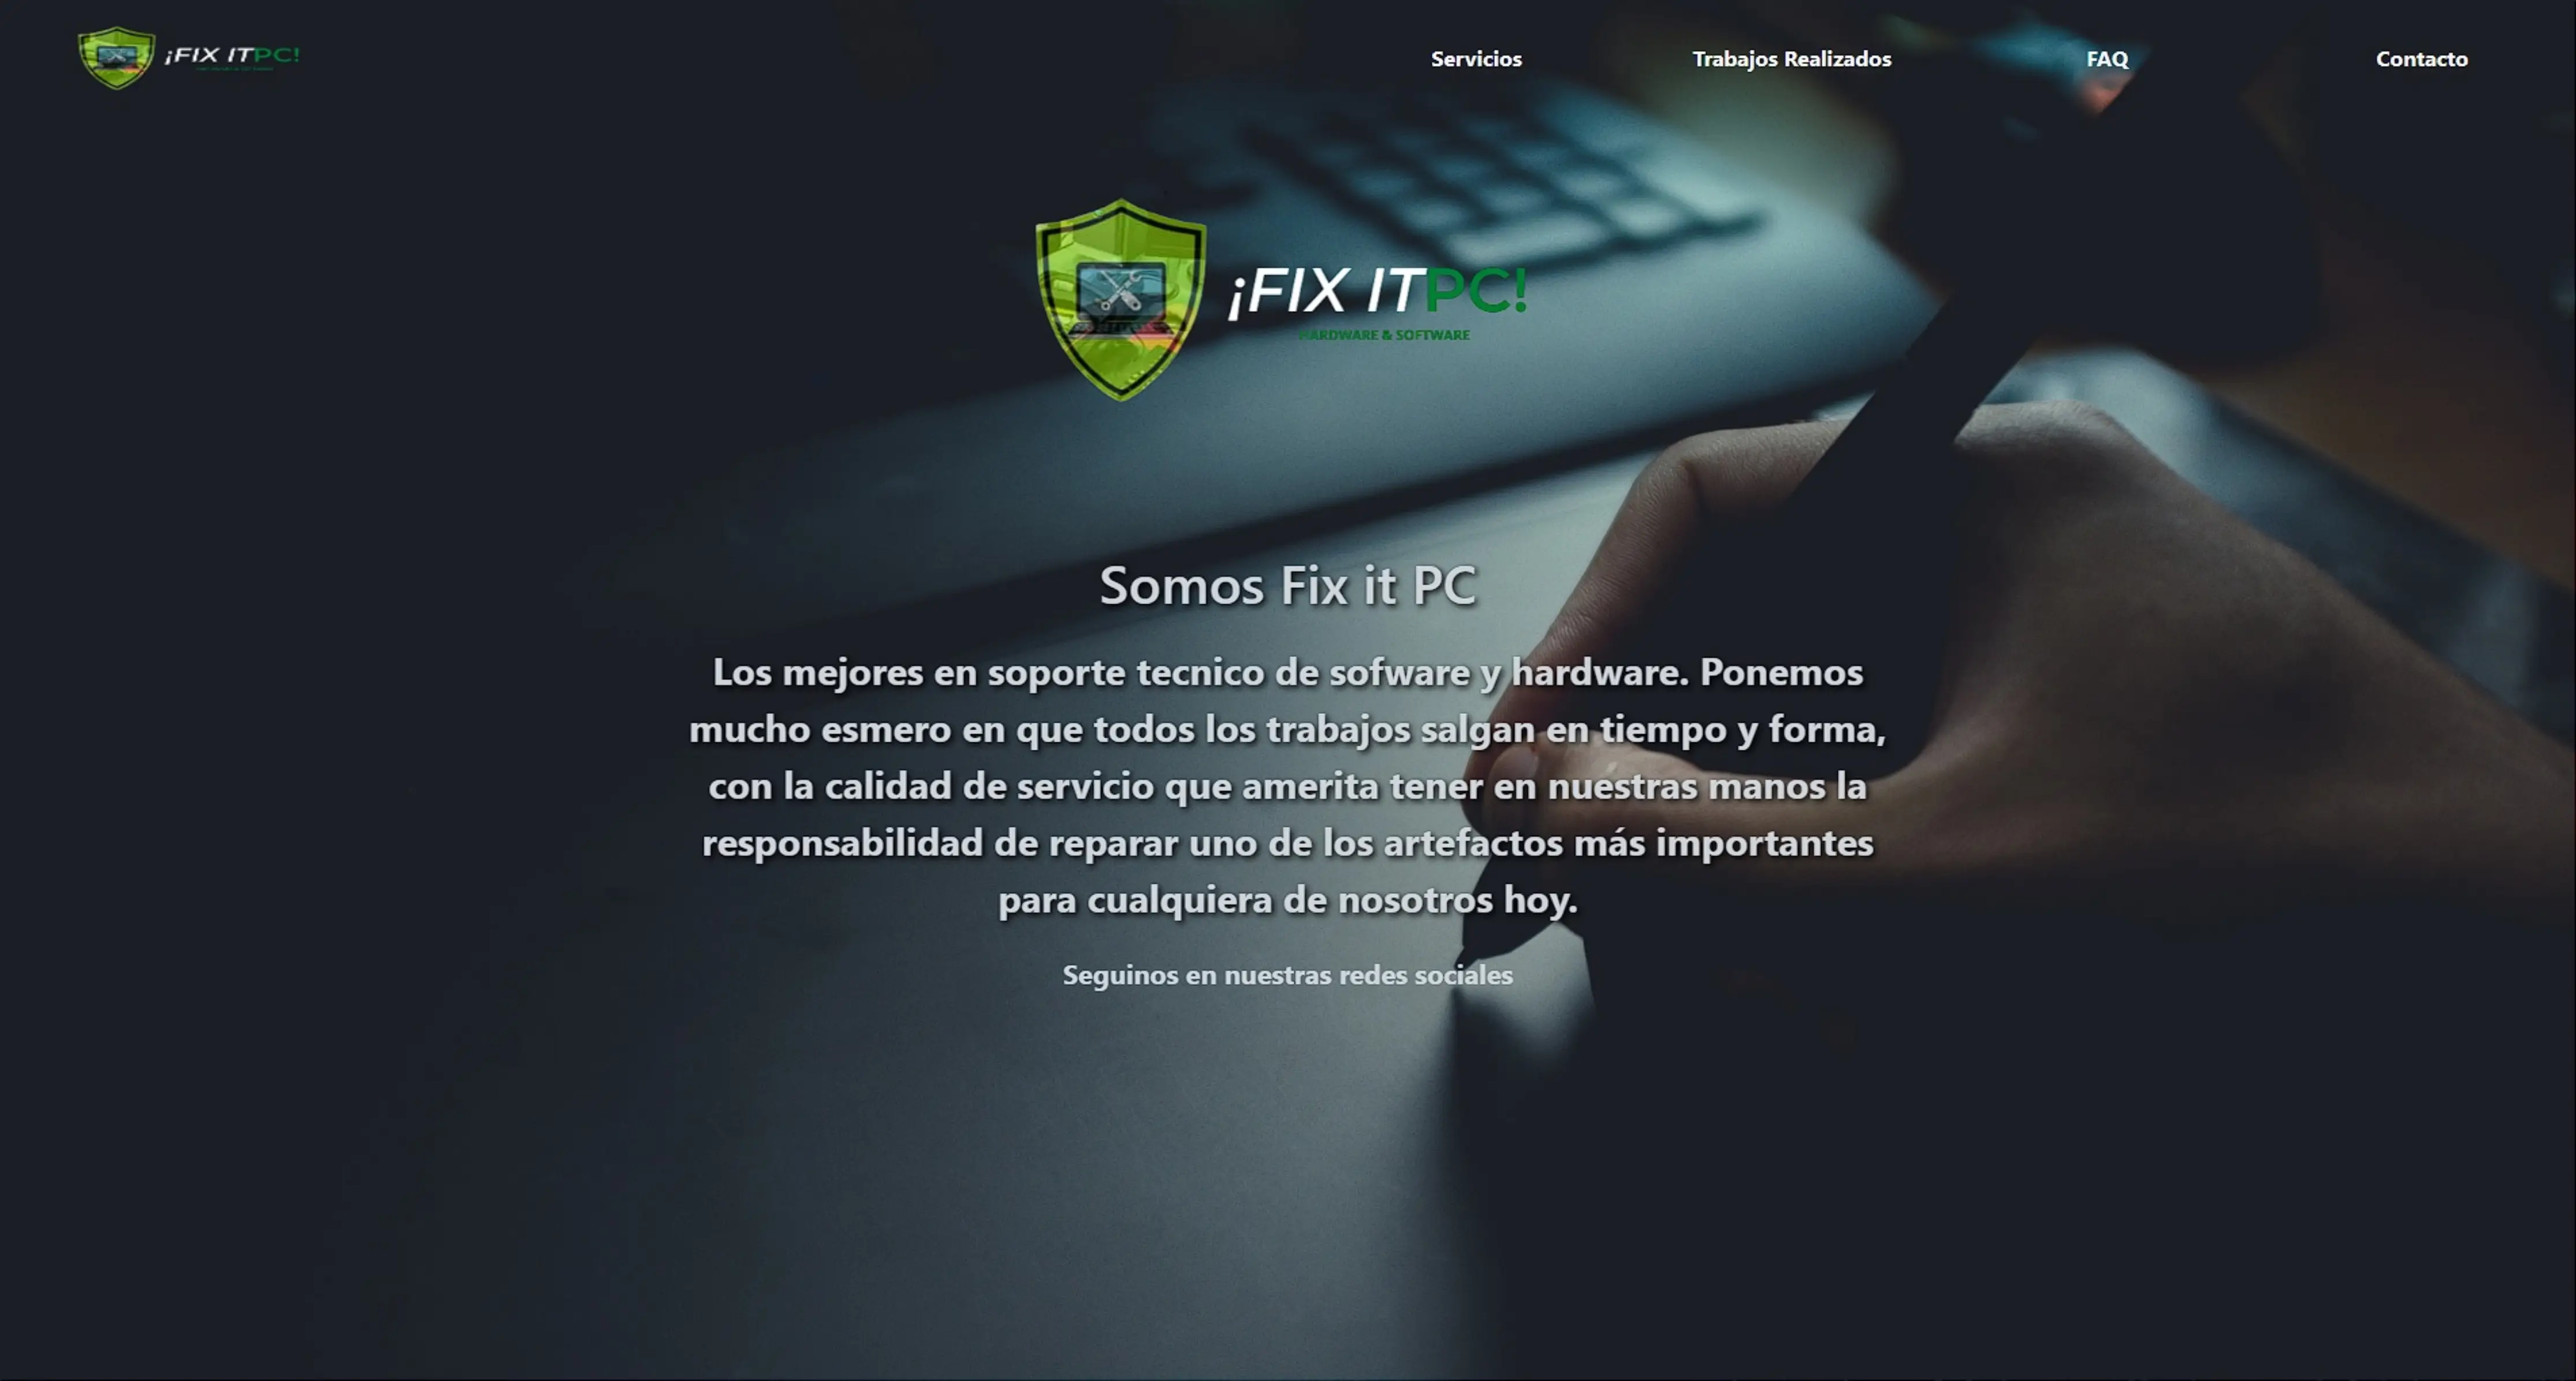 ¡FIX ITPC!
Servicios
Trabajos Realizados
FAQ
Contacto
¡FIX ITPC!
HARDWARE & SOFTWARE
Somos Fix it PC
Los mejores en soporte tecnico de sofware y hardware. Ponemos
mucho esmero en que todos los trabajos salgan en tiempo y forma,
con la calidad de servicio que amerita tener en nuestras manos la
responsabilidad de reparar uno de los artefactos más importantes
para cualquiera de nosotros hoy.
Seguinos en nuestras redes sociales